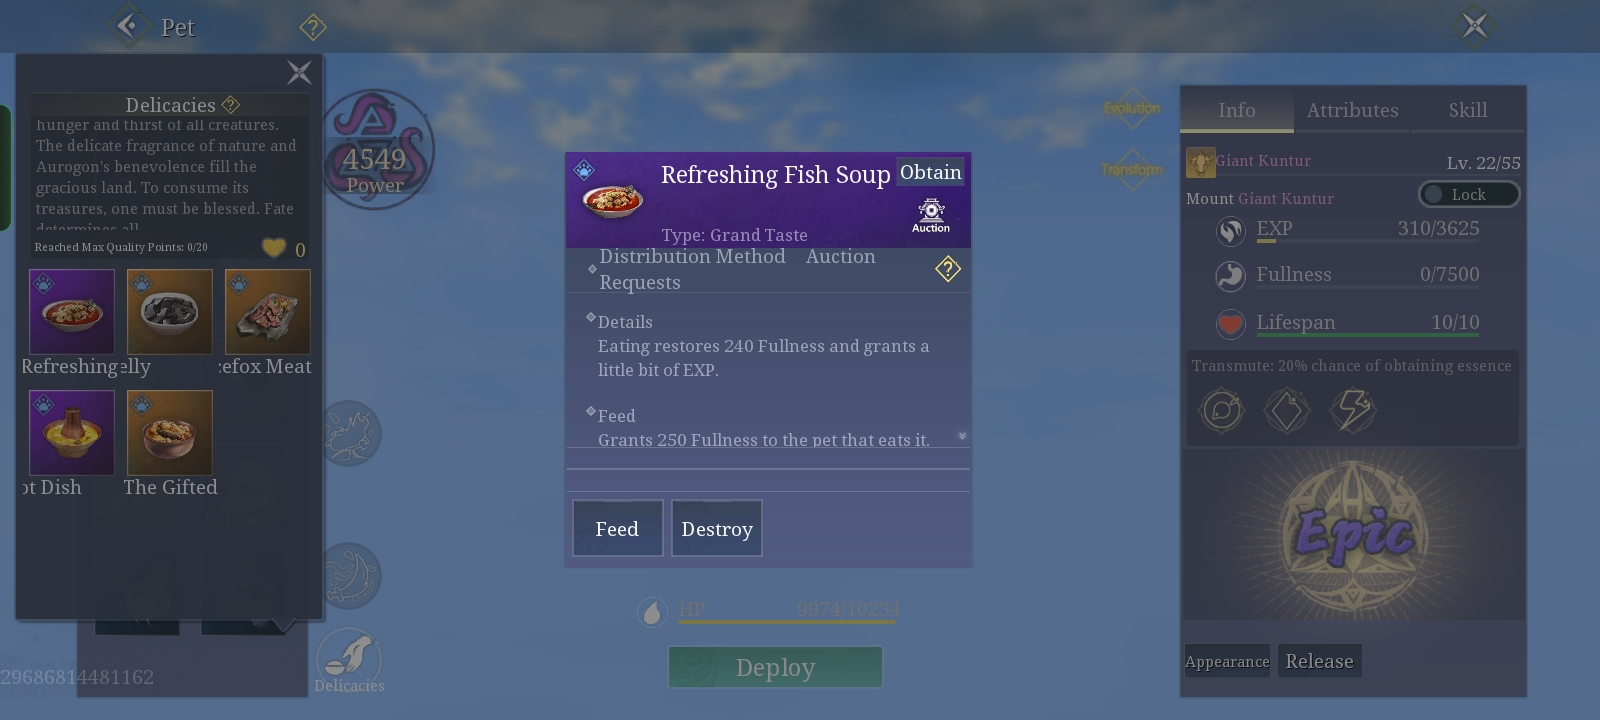 Pet
?
Delicacies ?
hunger and thirst of all creatures.
The delicate fragrance of nature and
Aurogon's benevolence fill the
gracious land. To consume its
treasures, one must be blessed. Fate
determines all
Reached Max Quality Points: 0/20
0
Refreshing
elly
efox Meat
ot Dish
The Gifted
29686814481162
4549
Power
Delicacies
Refreshing Fish Soup
Obtain
Auction
Type: Grand Taste
Distribution Method Auction
Requests
?
Details
Eating restores 240 Fullness and grants a
little bit of EXP.
Feed
Grants 250 Fullness to the pet that eats it.
Feed
Destroy
HP 9974/10234
Deploy
Evolution
Transform
Info
Attributes
Skill
Giant Kuntur
Lv. 22/55
Mount Giant Kuntur
Lock
EXP 310/3625
Fullness 0/7500
Lifespan 10/10
Transmute: 20% chance of obtaining essence
Epic
Appearance
Release